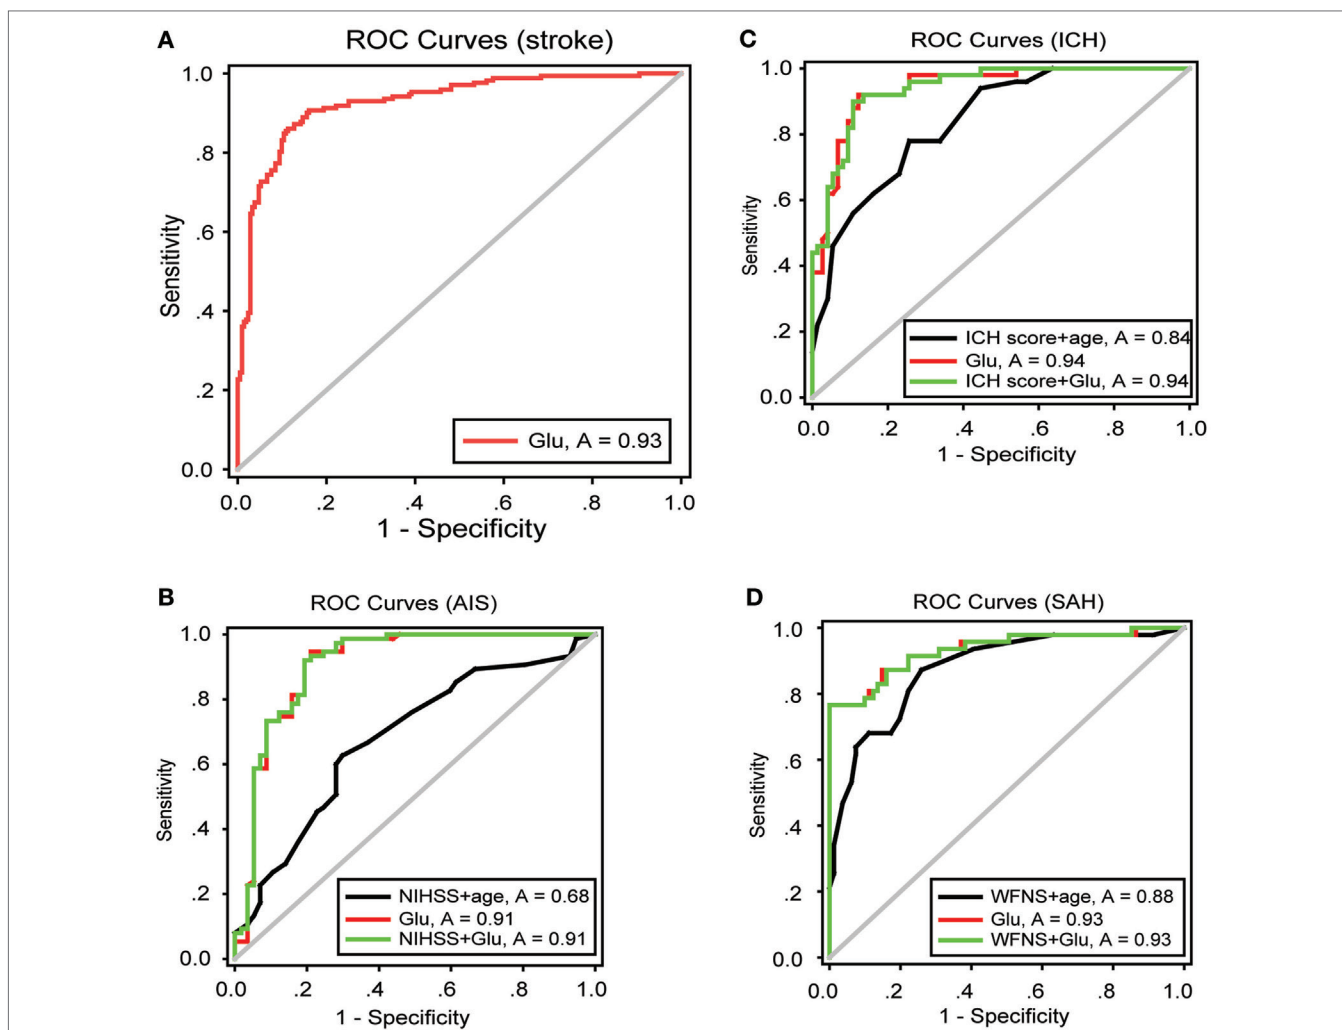 A
ROC Curves (stroke)
1.0
.8
.6
.4
.2
0.0
Sensitivity
Glu, A = 0.93
0.0 .2 .4 .6 .8 1.0
1 - Specificity
C
ROC Curves (ICH)
1.0
.8
.6
.4
.2
0.0
Sensitivity
ICH score+age, A = 0.84
Glu, A = 0.94
ICH score+Glu, A = 0.94
0.0 .2 .4 .6 .8 1.0
1 - Specificity
B
ROC Curves (AIS)
1.0
.8
.6
.4
.2
0.0
Sensitivity
NIHSS+age, A = 0.68
Glu, A = 0.91
NIHSS+Glu, A = 0.91
0.0 .2 .4 .6 .8 1.0
1 - Specificity
D
ROC Curves (SAH)
1.0
.8
.6
.4
.2
0.0
Sensitivity
WFNS+age, A = 0.88
Glu, A = 0.93
WFNS+Glu, A = 0.93
0.0 .2 .4 .6 .8 1.0
1 - Specificity